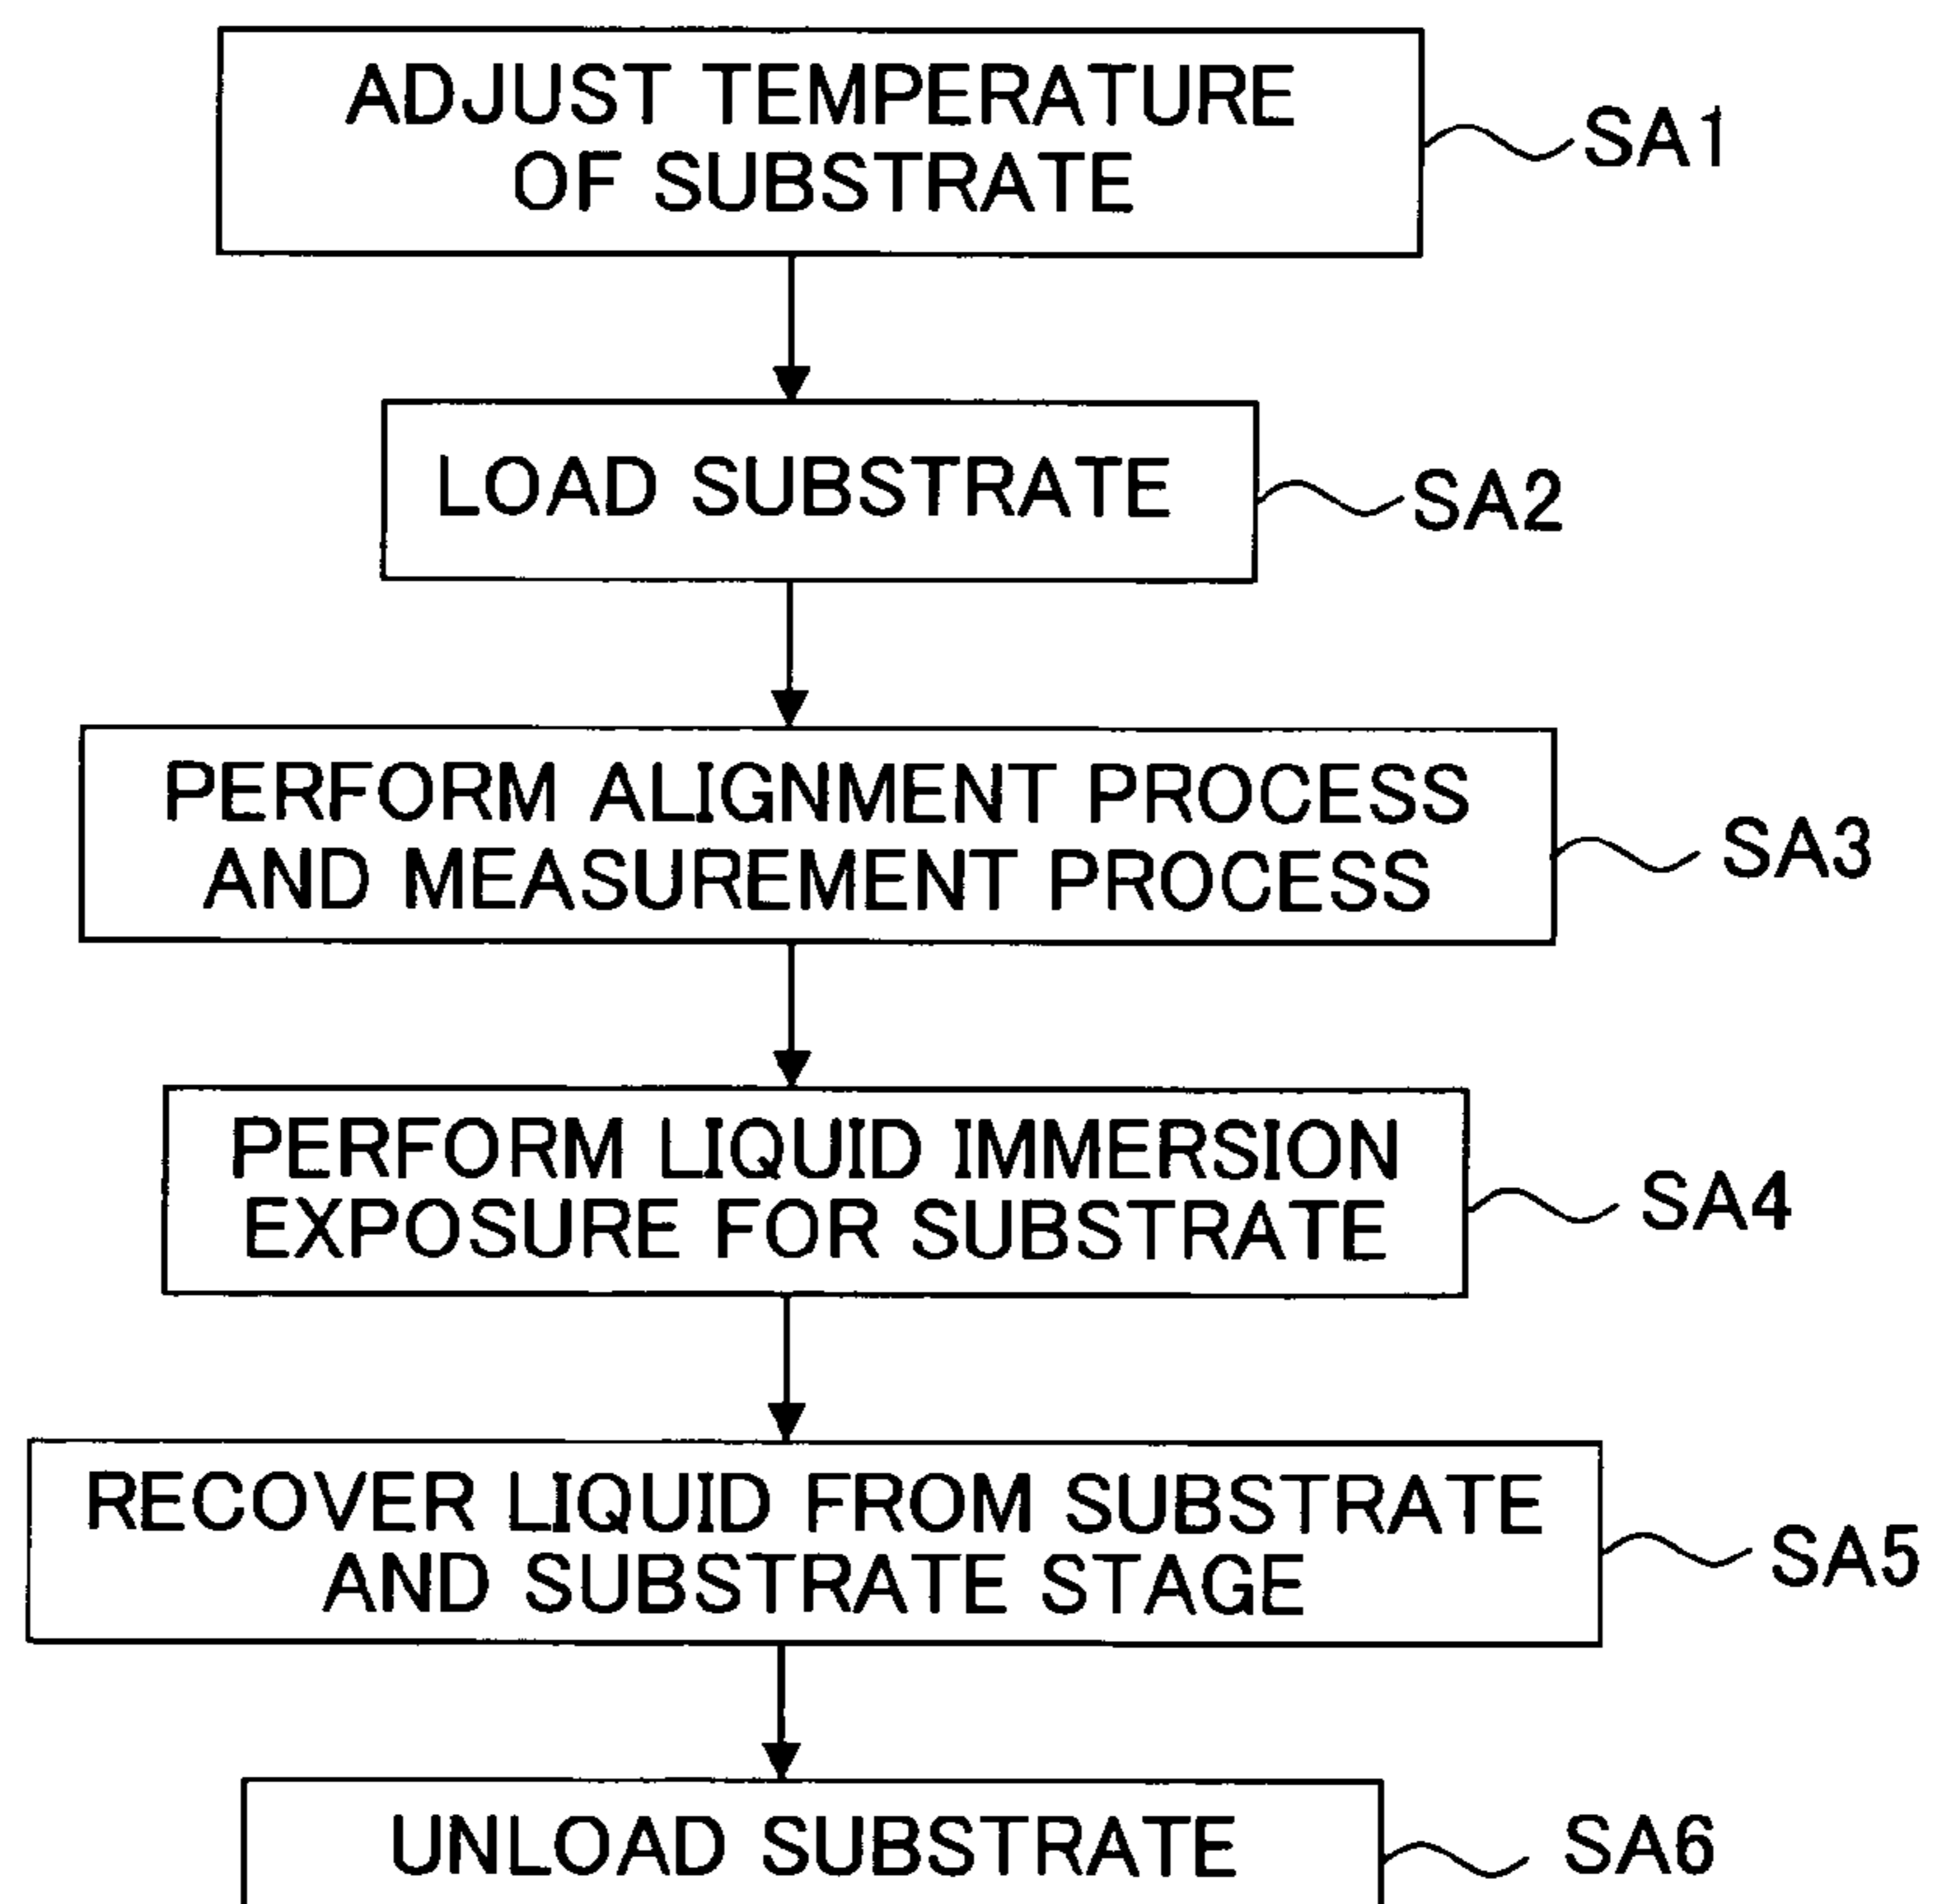 ADJUST TEMPERATURE
OF SUBSTRATE
SA1
LOAD SUBSTRATE
SA2
PERFORM ALIGNMENT PROCESS
AND MEASUREMENT PROCESS
SA3
PERFORM LIQUID IMMERSION
EXPOSURE FOR SUBSTRATE
SA4
RECOVER LIQUID FROM SUBSTRATE
AND SUBSTRATE STAGE
SA5
UNLOAD SUBSTRATE
SA6